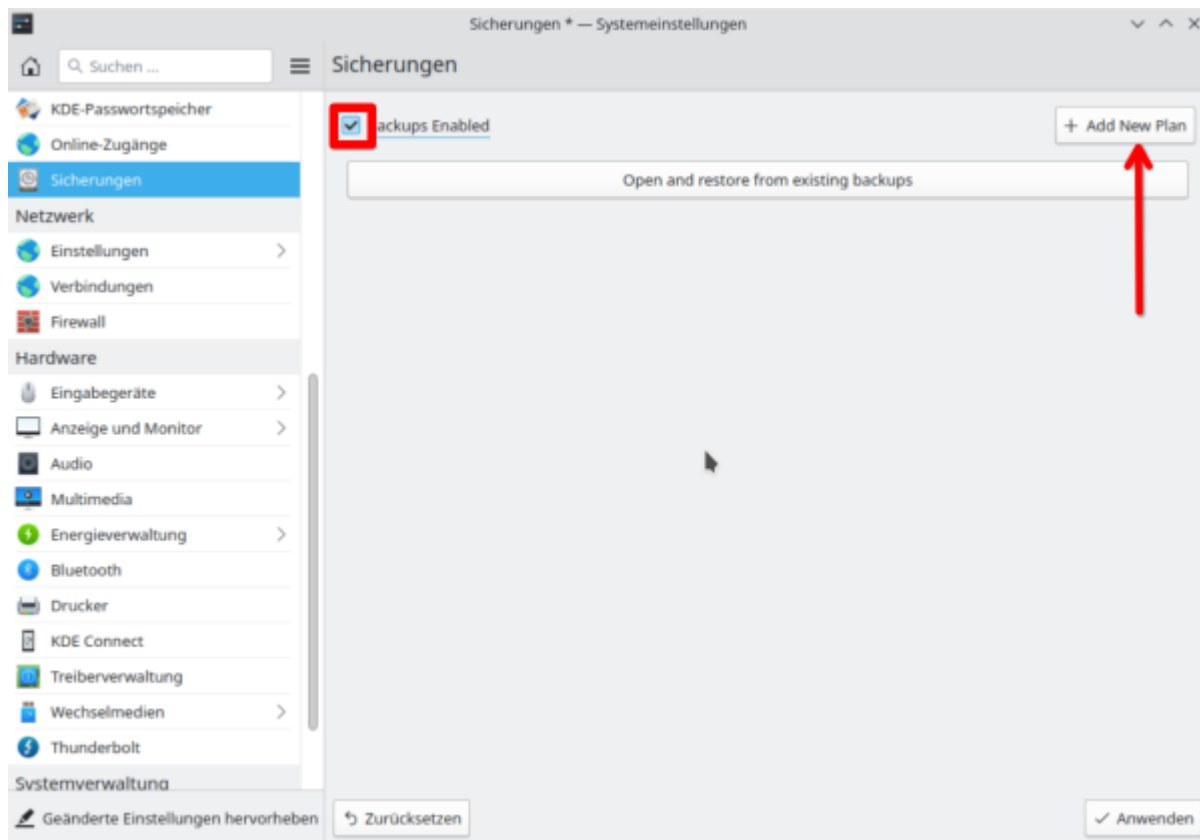 Sicherungen * — Systemeinstellungen
Suchen ...
Sicherungen
KDE-Passwortspeicher
Online-Zugänge
Sicherungen
Netzwerk
Einstellungen
Verbindungen
Firewall
Hardware
Eingabegeräte
Anzeige und Monitor
Audio
Multimedia
Energieverwaltung
Bluetooth
Drucker
KDE Connect
Treiberverwaltung
Wechselmedien
Thunderbolt
Systemverwaltung
Geänderte Einstellungen hervorheben
ackups Enabled
+ Add New Plan
Open and restore from existing backups
Zurücksetzen
Anwenden